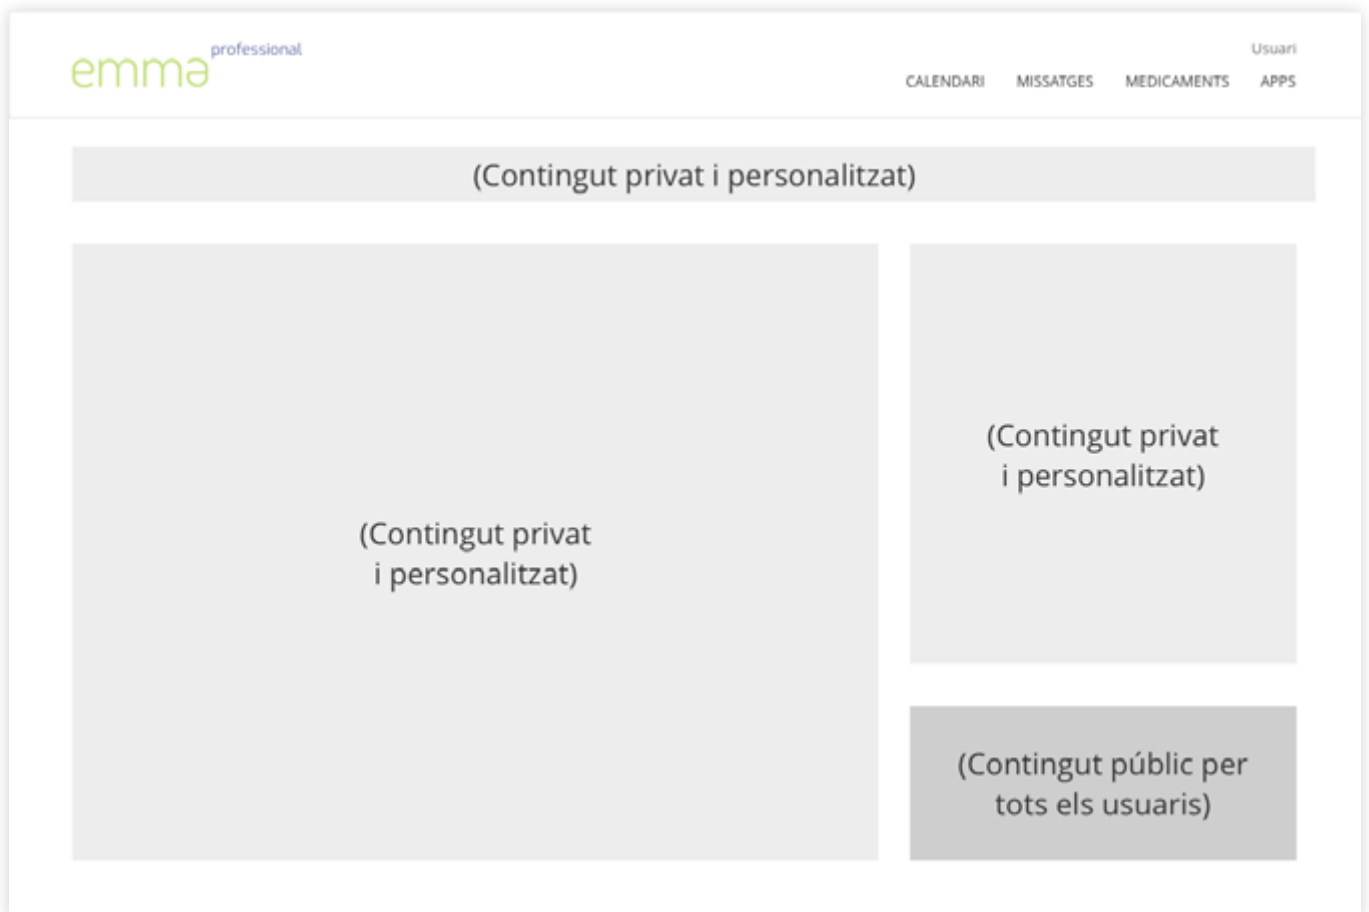 emma professional
Usuari
CALENDARI MISSATGES MEDICAMENTS APPS
(Contingut privat i personalitzat)
(Contingut privat
i personalitzat)
(Contingut privat
i personalitzat)
(Contingut públic per
tots els usuaris)